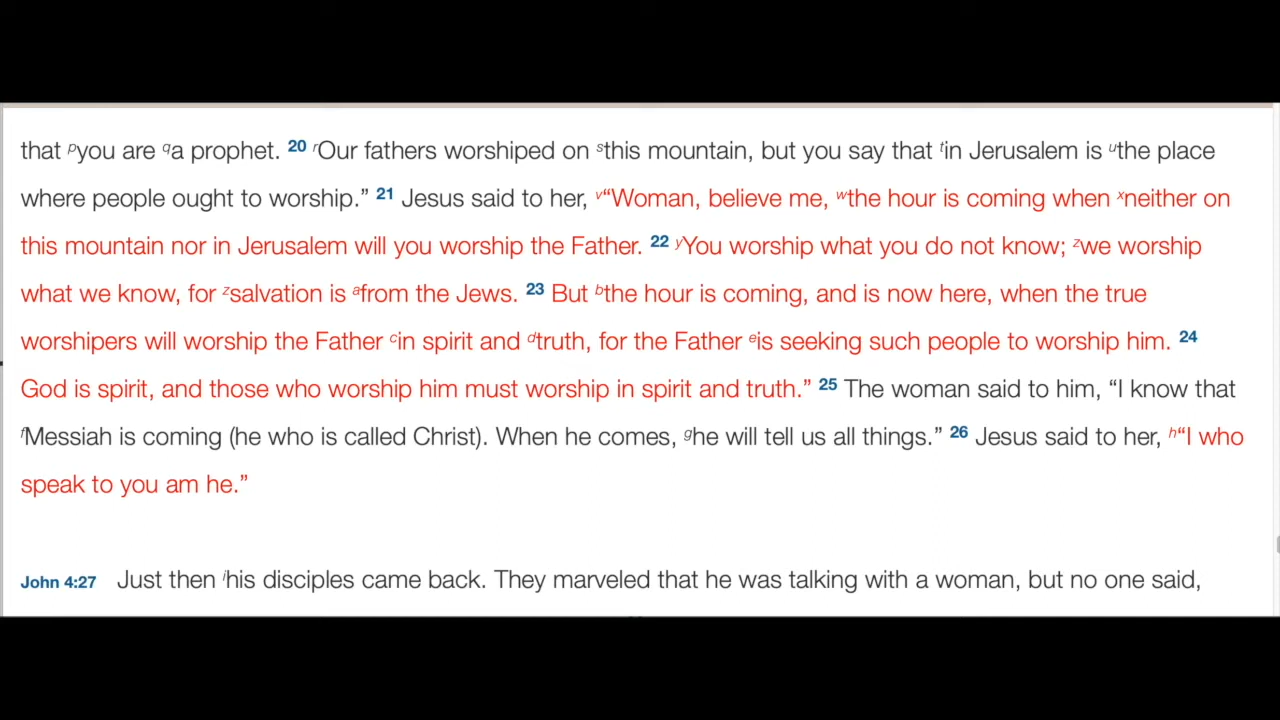 that pyou are qa prophet. 20 rOur fathers worshiped on sthis mountain, but you say that tin Jerusalem is uthe place
where people ought to worship.” 21 Jesus said to her, v“Woman, believe me, wthe hour is coming when xneither on
this mountain nor in Jerusalem will you worship the Father. 22 yYou worship what you do not know; zwe worship
what we know, for zsalvation is afrom the Jews. 23 But bthe hour is coming, and is now here, when the true
worshipers will worship the Father cin spirit and dtruth, for the Father eis seeking such people to worship him. 24
God is spirit, and those who worship him must worship in spirit and truth.” 25 The woman said to him, “I know that
fMessiah is coming (he who is called Christ). When he comes, ghe will tell us all things.” 26 Jesus said to her, h“I who
speak to you am he.”
John 4:27 Just then ihis disciples came back. They marveled that he was talking with a woman, but no one said,